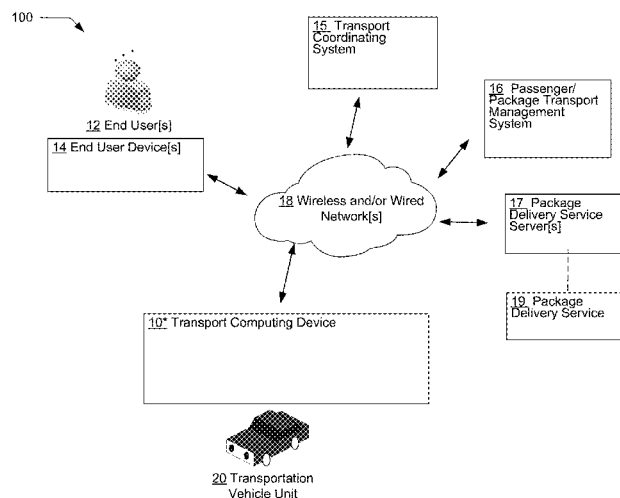 100
15 Transport
Coordinating
System
16 Passenger/
Package Transport
Management
System
12 End User[s]
14 End User Device[s]
18 Wireless and/or Wired
Network[s]
17 Package
Delivery Service
Server[s]
19 Package
Delivery Service
10* Transport Computing Device
20 Transportation
Vehicle Unit